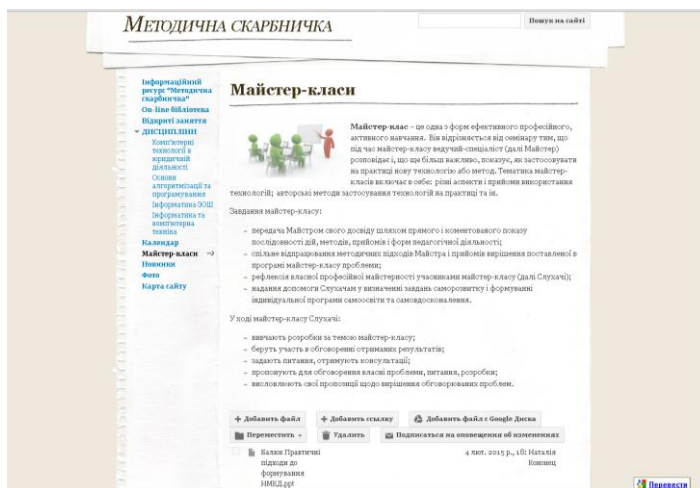 МЕТОДИЧНА СКАРБНИЧКА
Пошук на сайті
Інформаційний
ресурс "Методична
скарбничка"
On-line бібліотека
Відкриті заняття
ДИСЦИПЛІНИ
Комп'ютерні
технології в
юридичній
діяльності
Основи
алгоритмізації та
програмування
Інформатика ЗОШ
Інформатика та
комп'ютерна
техніка
Календар
Майстер-класи
Новинки
Фото
Карта сайту
Майстер-класи
Майстер-клас – це одна з форм ефективного професійного,
активного навчання. Він відрізняється від семінару тим, що
під час майстер-класу ведучий-спеціаліст (далі Майстер)
розповідає і, що ще більш важливо, показує, як застосовувати
на практиці нову технологію або метод. Тематика майстер-
класів включає в себе: різні аспекти і прийоми використання
технологій; авторські методи застосування технологій на практиці та ін.
Завдання майстер-класу:
– передача Майстром свого досвіду шляхом прямого і коментованого показу
послідовності дій, методів, прийомів і форм педагогічної діяльності;
– спільне відпрацювання методичних підходів Майстра і прийомів вирішення поставленої в
програмі майстер-класу проблеми;
– рефлексія власної професійної майстерності учасниками майстер-класу (далі Слухачі);
– надання допомоги Слухачам у визначенні завдань саморозвитку і формуванні
індивідуальної програми самоосвіти та самовдосконалення.
У ході майстер-класу Слухачі:
– вивчають розробки за темою майстер-класу;
– беруть участь в обговоренні отриманих результатів;
– задають питання, отримують консультації;
– пропонують для обговорення власні проблеми, питання, розробки;
– висловлюють свої пропозиції щодо вирішення обговорюваних проблем.
+ Добавить файл + Добавить ссылку Добавить файл с Google Диска
Переместить Удалить Подписаться на оповещения об изменениях
Балюк Практичні
підходи до
формування
НМКД.ppt
4 лют. 2015 р., 18: Наталія
Коновец
Перевести